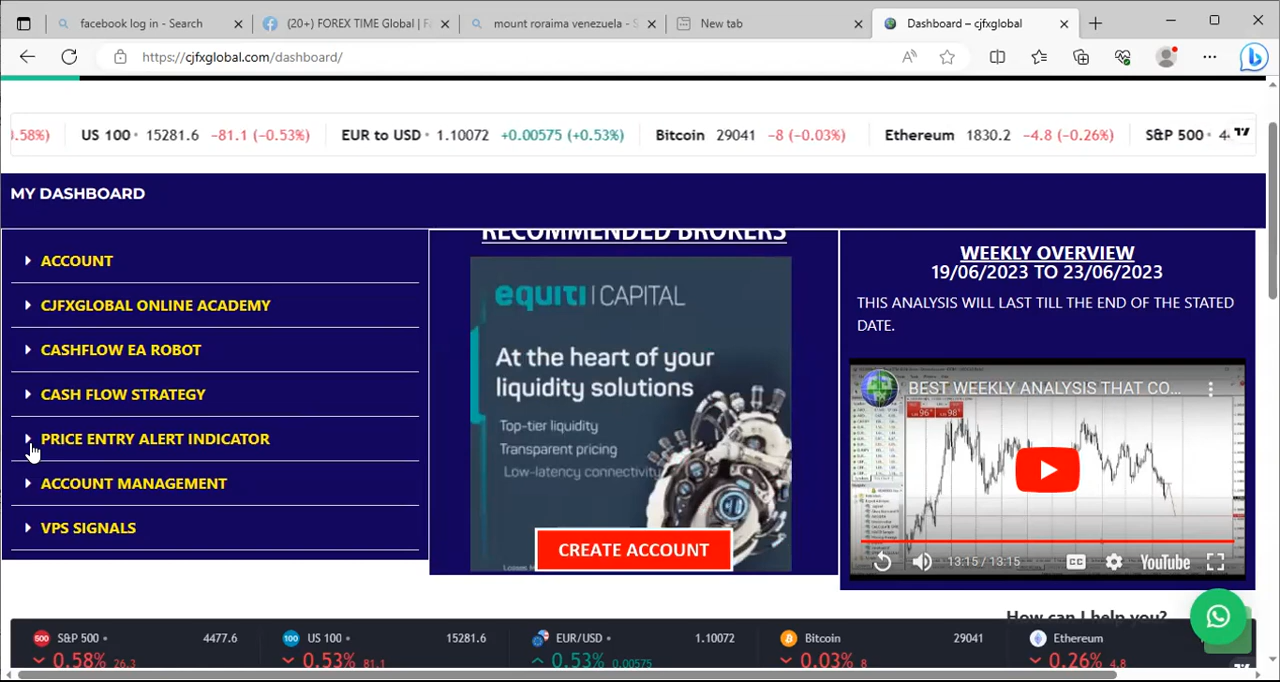 facebook log in - Search
(20+) FOREX TIME Global | Fa
mount roraima venezuela - S
New tab
Dashboard – cjfxglobal.com
https://cjfxglobal.com/dashboard/
0.58%) US 100 15281.6 −81.1 (−0.53%) EUR to USD 1.10072 +0.00575 (+0.53%) Bitcoin 29041 −8 (−0.03%) Ethereum 1830.2 −4.8 (−0.26%) S&P 500
MY DASHBOARD
ACCOUNT
CJFXGLOBAL ONLINE ACADEMY
CASHFLOW EA ROBOT
CASH FLOW STRATEGY
PRICE ENTRY ALERT INDICATOR
ACCOUNT MANAGEMENT
VPS SIGNALS
RECOMMENDED BROKERS
equiti | CAPITAL
At the heart of your
liquidity solutions
Top-tier liquidity
Transparent pricing
Low-latency connectivity
CREATE ACCOUNT
WEEKLY OVERVIEW
19/06/2023 TO 23/06/2023
THIS ANALYSIS WILL LAST TILL THE END OF THE STATED
DATE.
BEST WEEKLY ANALYSIS THAT CO...
96 98
13:15 / 13:15 CC YouTube
How can I help you?
500 S&P 500 4477.6 100 US 100 15281.6 EUR/USD 1.10072 Bitcoin 29041 Ethereum
0.58% 26.3 0.53% 81.1 0.53% 0.00575 0.03% 8 0.26% 4.8